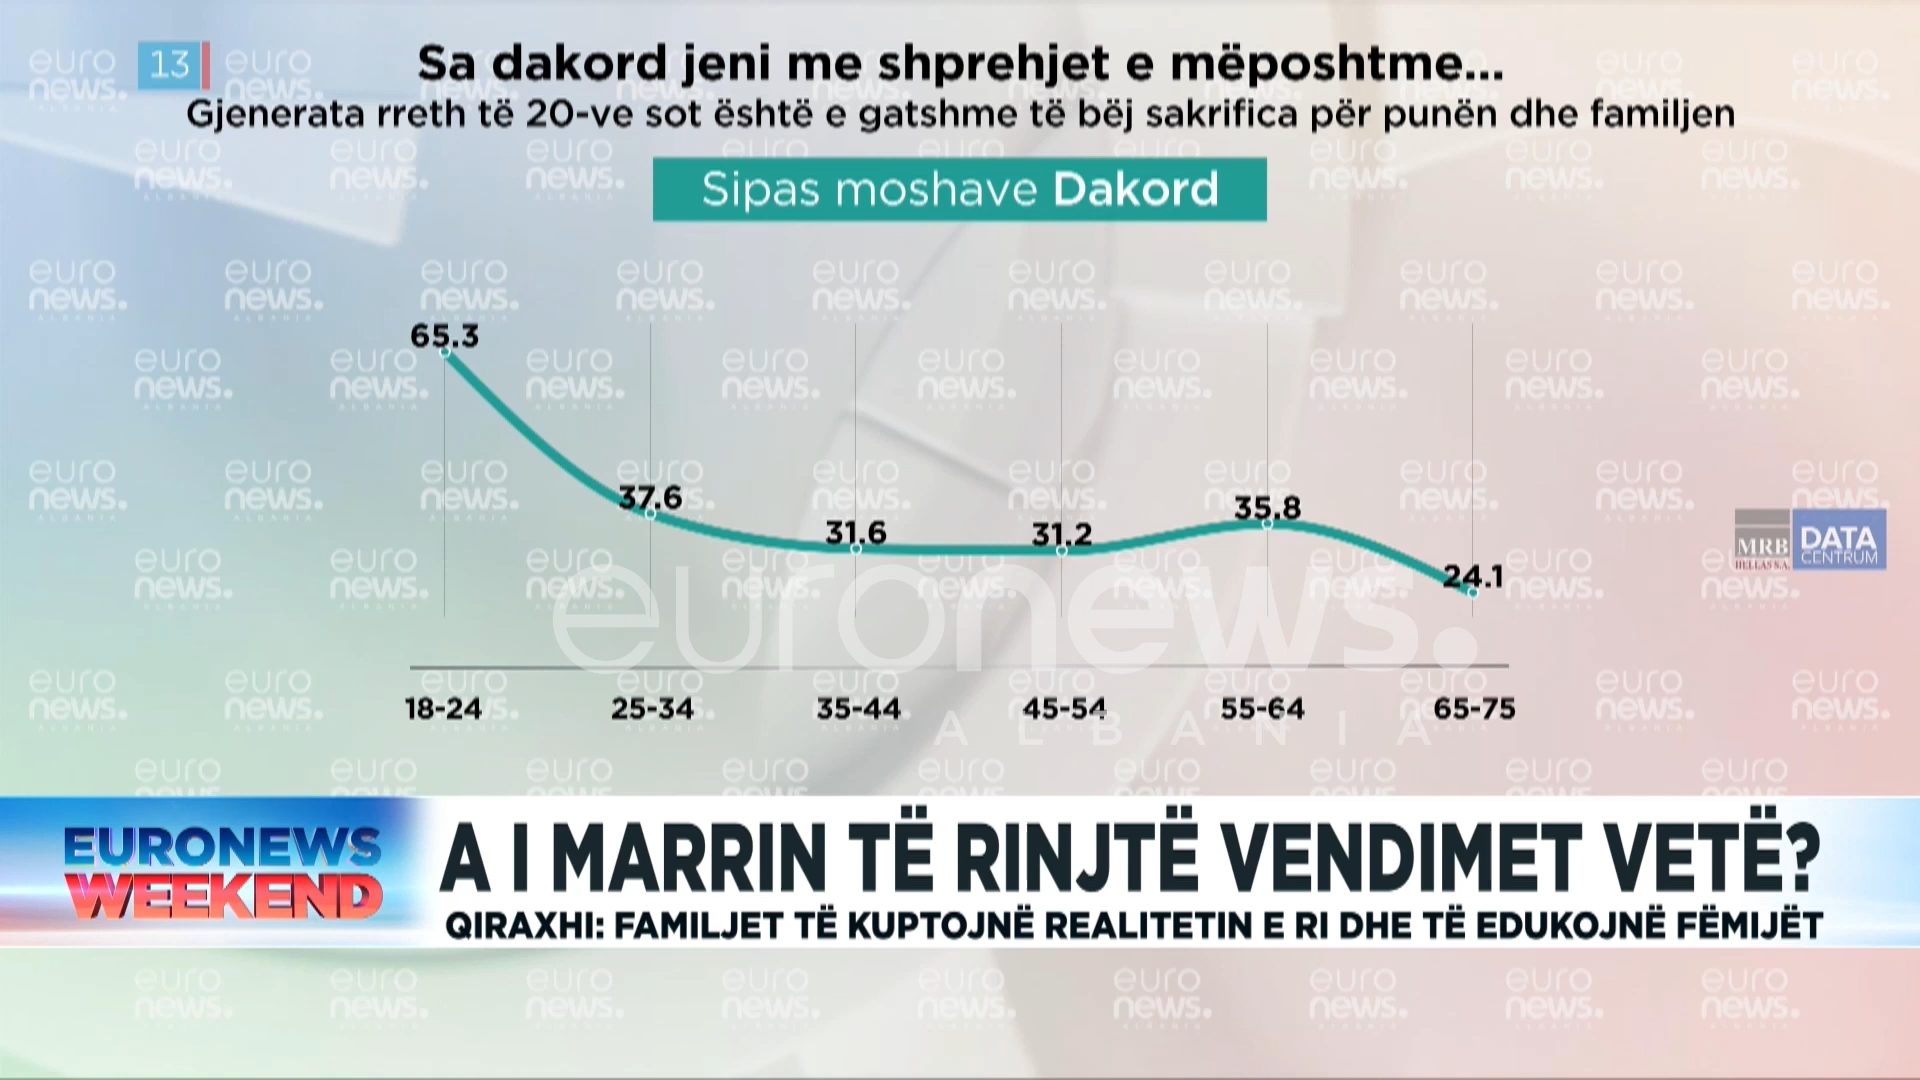 13
Sa dakord jeni me shprehjet e mëposhtme...
Gjenerata rreth të 20-ve sot është e gatshme të bëj sakrifica për punën dhe familjen
Sipas moshave Dakord
65.3
37.6
31.6
31.2
35.8
24.1
18-24
25-34
35-44
45-54
55-64
65-75
MRB
HELLAS S.A.
DATA
CENTRUM
euronews.
ALBANIA
EURONEWS
WEEKEND
A I MARRIN TË RINJTË VENDIMET VETË?
QIRAXHI: FAMILJET TË KUPTOJNË REALITETIN E RI DHE TË EDUKOJNË FËMIJËT